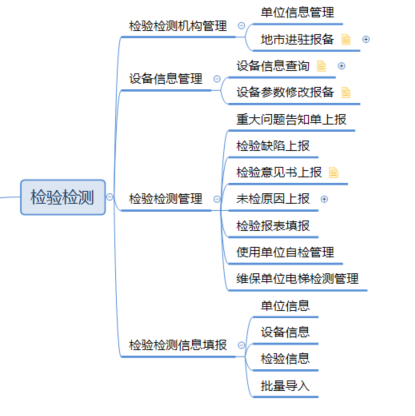 检验检测
检验检测机构管理
单位信息管理
地市进驻报备
设备信息管理
设备信息查询
设备参数修改报备
检验检测管理
重大问题告知单上报
检验缺陷上报
检验意见书上报
未检原因上报
检验报表填报
使用单位自检管理
维保单位电梯检测管理
检验检测信息填报
单位信息
设备信息
检验信息
批量导入